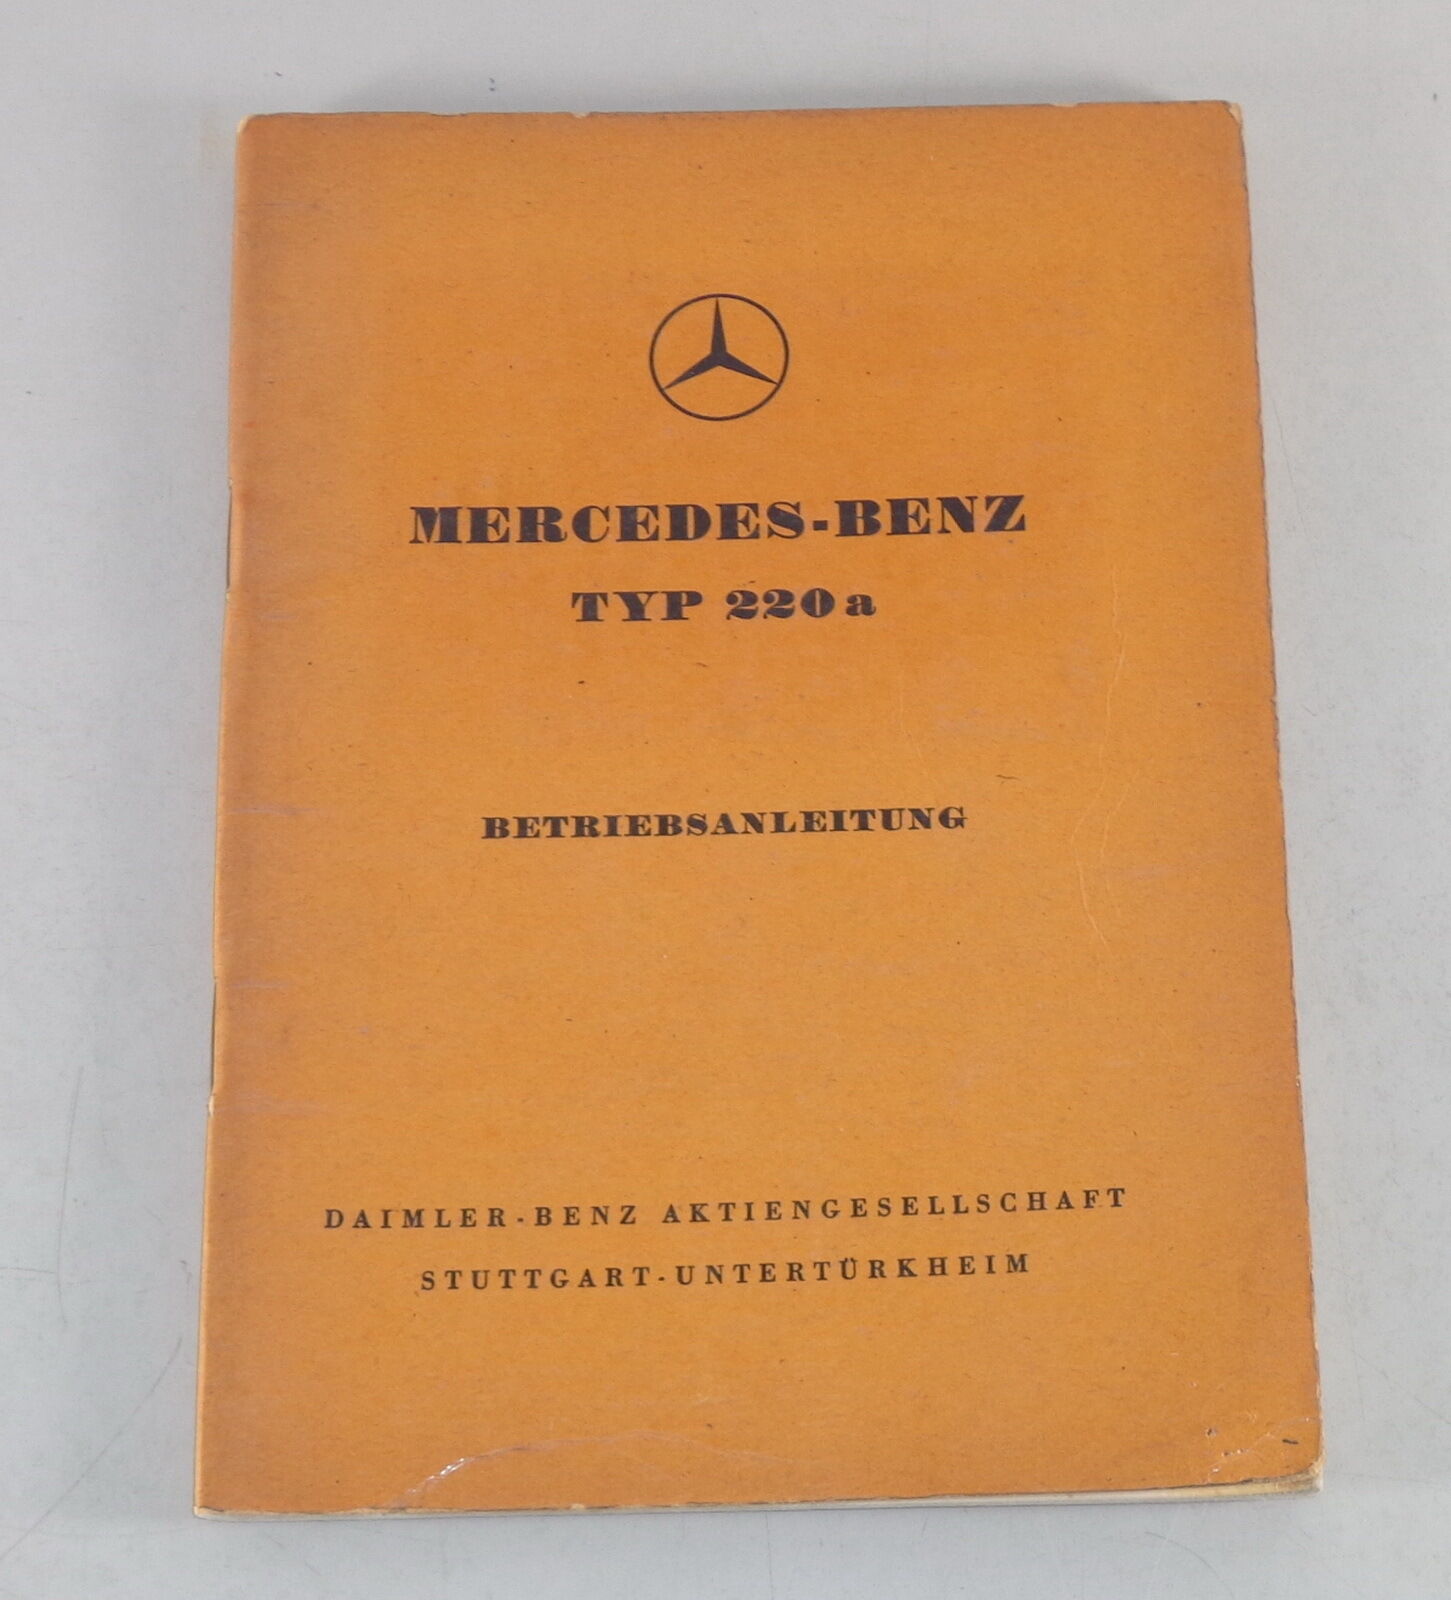 MERCEDES-BENZ
TYP 220a
BETRIEBSANLEITUNG
DAIMLER-BENZ AKTIENGESELLSCHAFT
STUTTGART-UNTERTÜRKHEIM